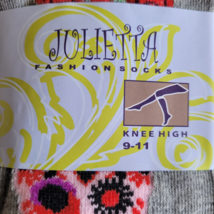 JULIETTA
FASHION SOCKS
KNEE HIGH
9-11